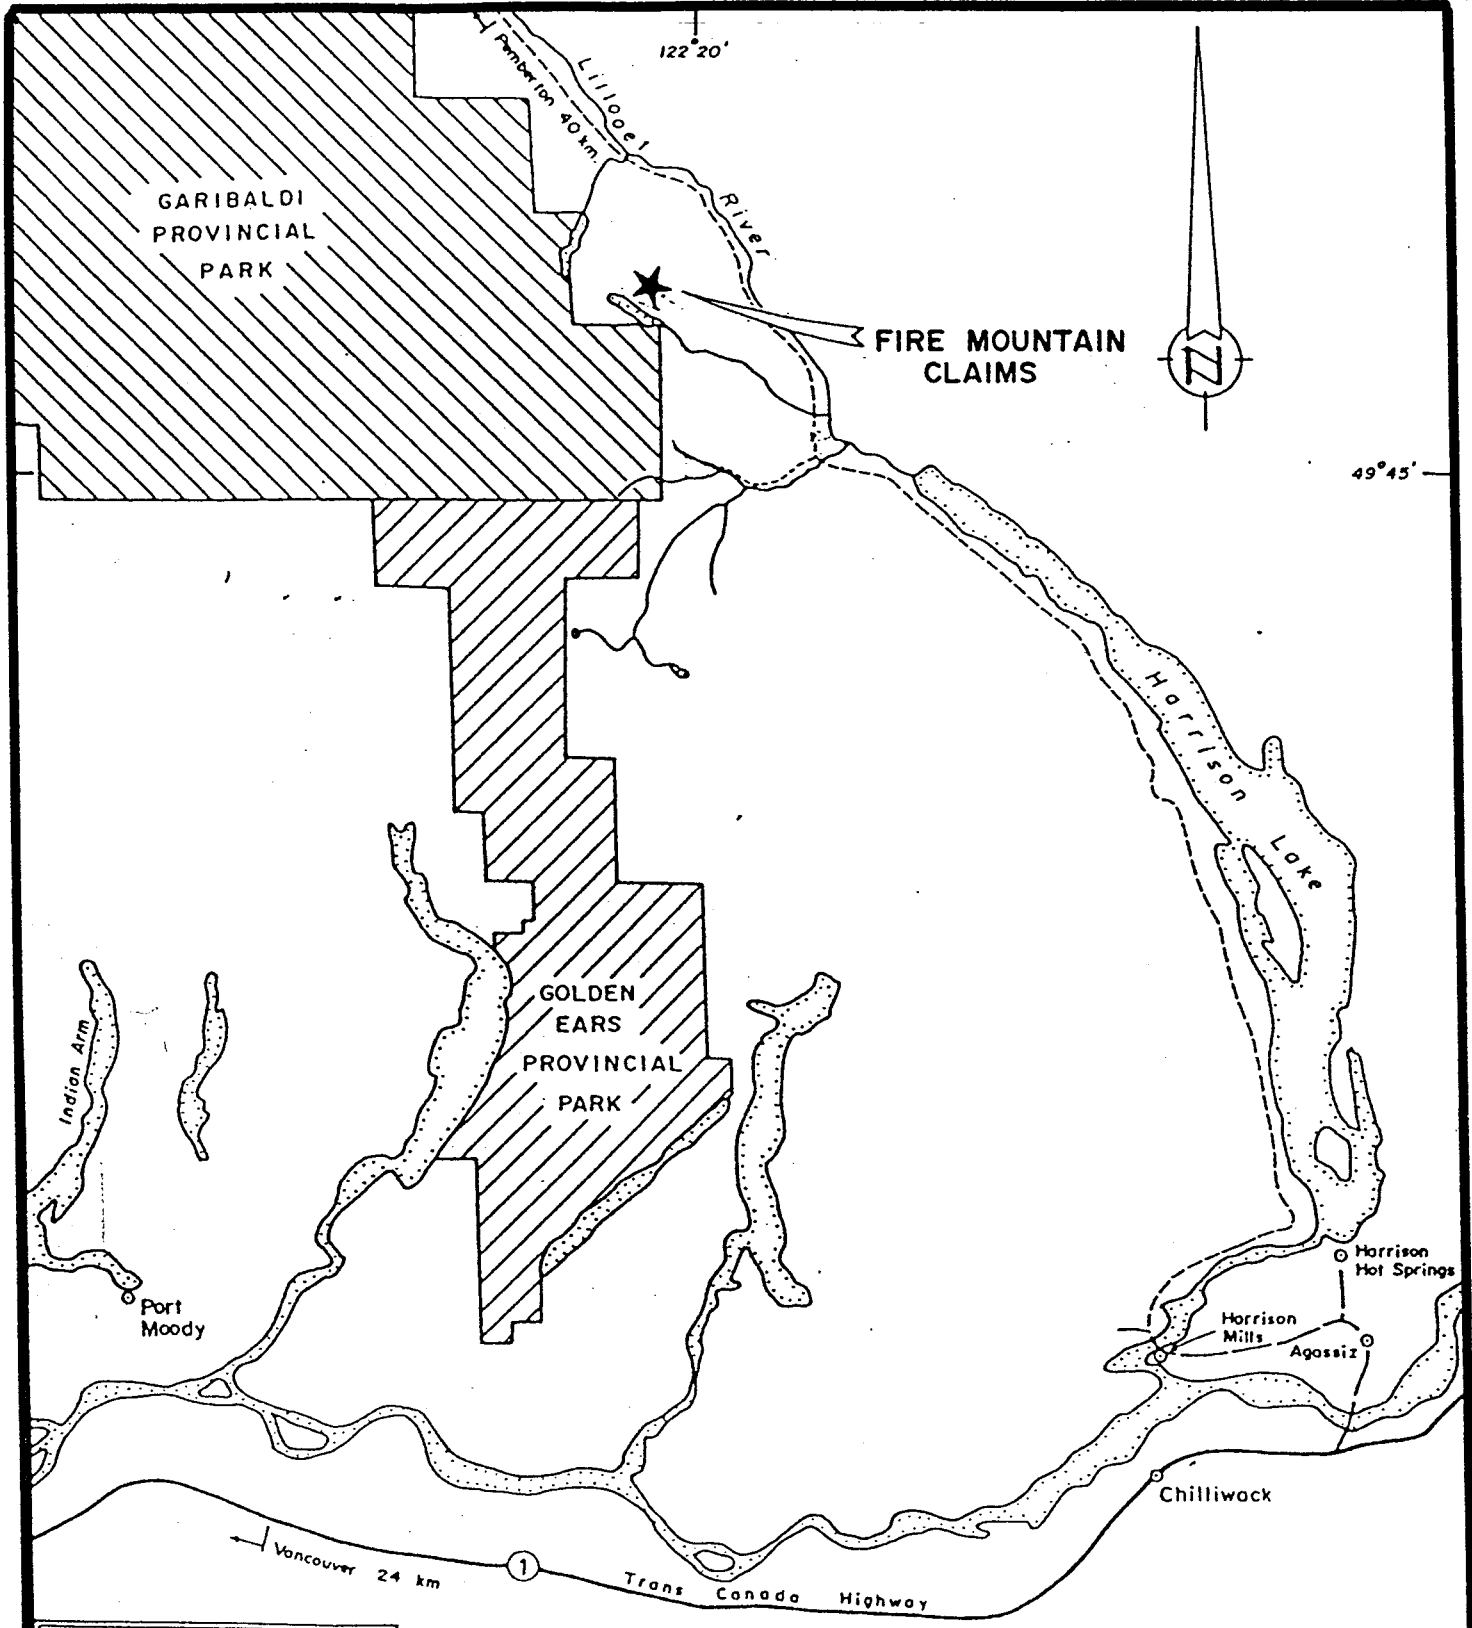 122°20'
Pemberton 40 km.
Lillooet
River
GARIBALDI
PROVINCIAL
PARK
FIRE MOUNTAIN
CLAIMS
N
49°45'
Harrison
Lake
GOLDEN
EARS
PROVINCIAL
PARK
Indian Arm
Port
Moody
Harrison
Hot Springs
Harrison
Mills
Agassiz
Chilliwack
Vancouver 24 km
1
Trans Canada Highway